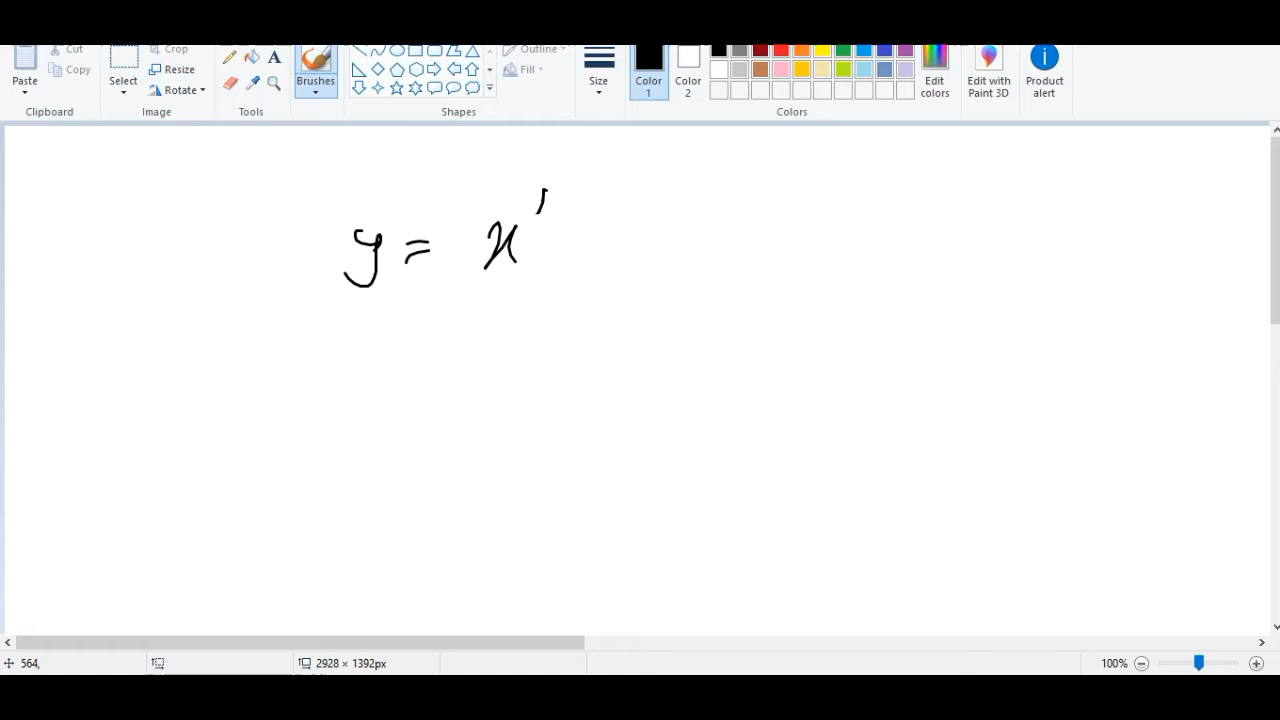 Cut
Crop
Outline
Copy
Resize
Fill
Paste
Select
Rotate
Brushes
Size
Color 1
Color 2
Edit colors
Edit with Paint 3D
Product alert
Clipboard
Image
Tools
Shapes
Colors
y = x'
564,
2928 × 1392px
100%